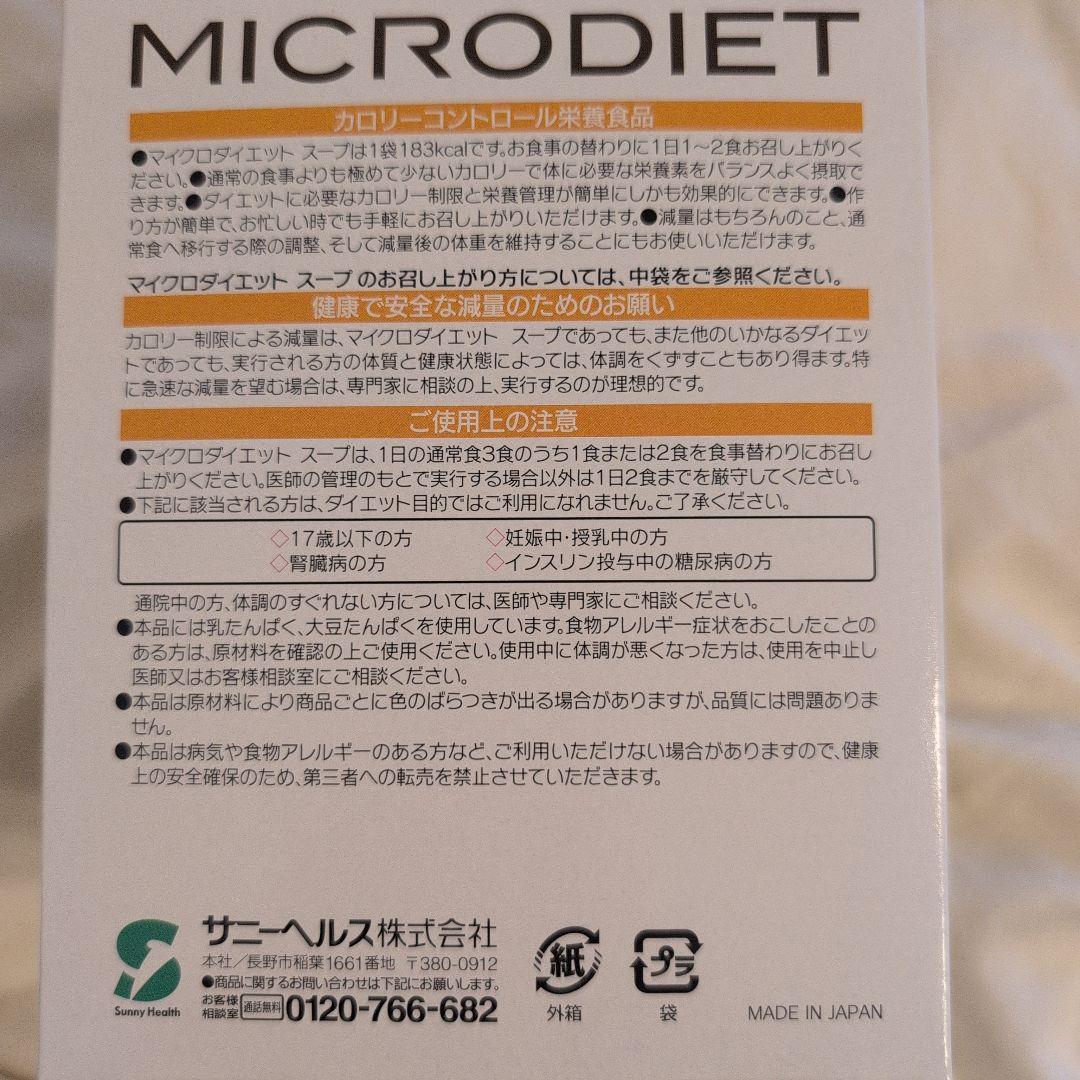 MICRODIET
カロリーコントロール栄養食品
●マイクロダイエット スープは1袋183kcalです。お食事の替わりに1日1〜2食お召し上がりく
ださい。●通常の食事よりも極めて少ないカロリーで体に必要な栄養素をバランスよく摂取で
きます。●ダイエットに必要なカロリー制限と栄養管理が簡単にしかも効果的にできます。●作
り方が簡単で、お忙しい時でも手軽にお召し上がりいただけます。●減量はもちろんのこと、通
常食へ移行する際の調整、そして減量後の体重を維持することにもお使いいただけます。
マイクロダイエット スープ のお召し上がり方については、中袋をご参照ください。
健康で安全な減量のためのお願い
カロリー制限による減量は、マイクロダイエット スープであっても、また他のいかなるダイエッ
トであっても、実行される方の体質と健康状態によっては、体調をくずすこともあり得ます。特
に急速な減量を望む場合は、専門家に相談の上、実行するのが理想的です。
ご使用上の注意
●マイクロダイエット スープは、1日の通常食3食のうち1食または2食を食事替わりにお召し
上がりください。医師の管理のもとで実行する場合以外は1日2食までを厳守してください。
●下記に該当される方は、ダイエット目的ではご利用になれません。ご了承ください。
◇17歳以下の方 ◇妊娠中・授乳中の方
◇腎臓病の方 ◇インスリン投与中の糖尿病の方
通院中の方、体調のすぐれない方については、医師や専門家にご相談ください。
●本品には乳たんぱく、大豆たんぱくを使用しています。食物アレルギー症状をおこしたことの
ある方は、原材料を確認の上ご使用ください。使用中に体調が悪くなった方は、使用を中止し
医師又はお客様相談室にご相談ください。
●本品は原材料により商品ごとに色のばらつきが出る場合がありますが、品質には問題ありま
せん。
●本品は病気や食物アレルギーのある方など、ご利用いただけない場合がありますので、健康
上の安全確保のため、第三者への転売を禁止させていただきます。
サニーヘルス株式会社
本社/長野市稲葉1661番地 〒380-0912
●商品に関するお問い合わせは下記にお願いします。
お客様
相談室 通話無料 0120-766-682
Sunny Health
紙
外箱
プラ
袋
MADE IN JAPAN